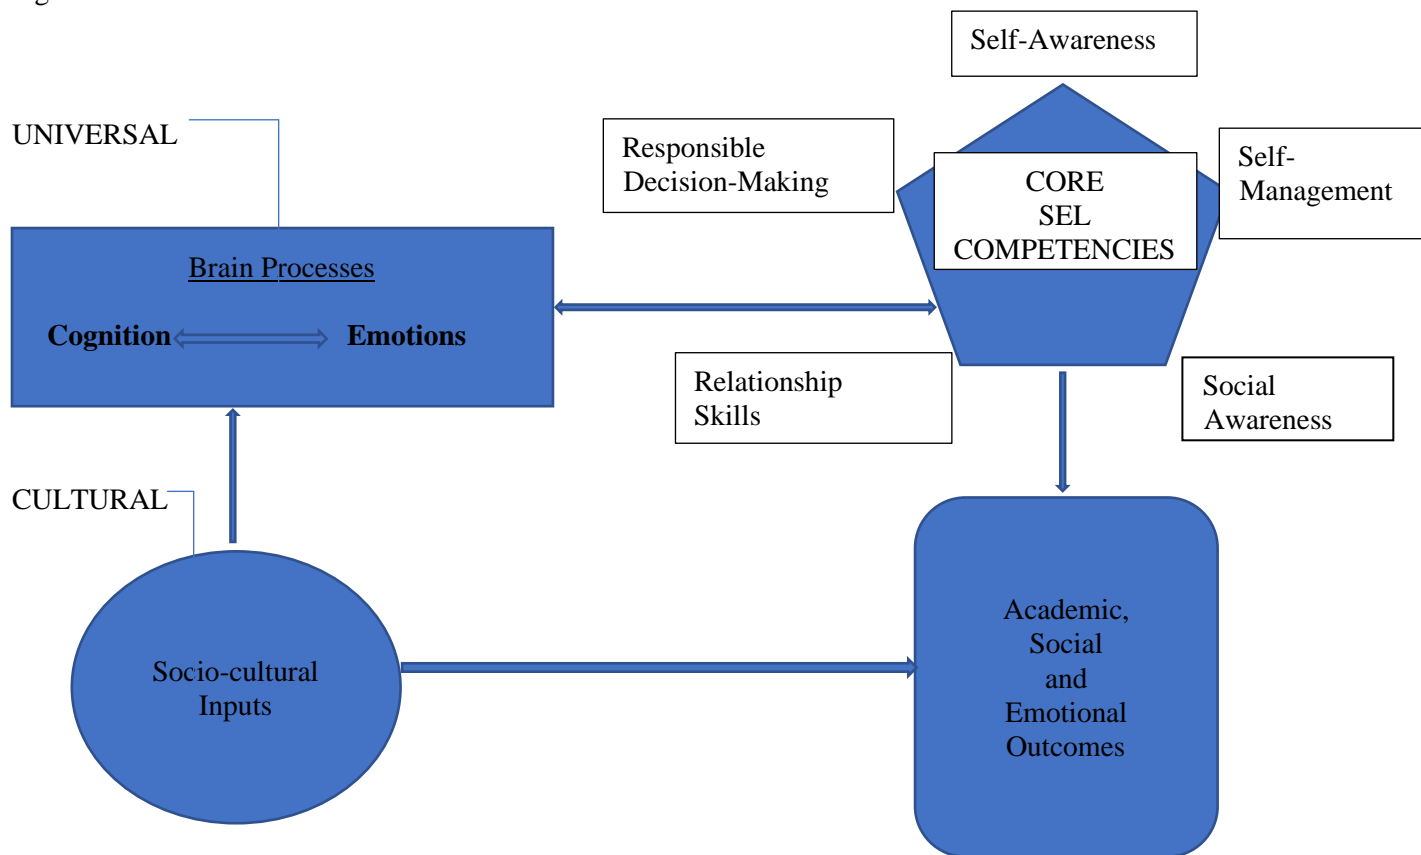 Self-Awareness
UNIVERSAL
Responsible
Decision-Making
CORE
SEL
COMPETENCIES
Self-
Management
Brain Processes
Cognition
Emotions
Relationship
Skills
Social
Awareness
CULTURAL
Socio-cultural
Inputs
Academic,
Social
and
Emotional
Outcomes